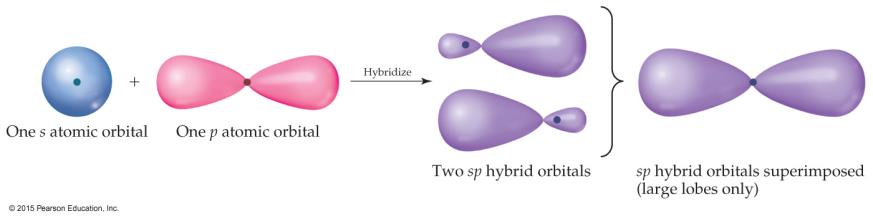 +
Hybridize
One s atomic orbital
One p atomic orbital
Two sp hybrid orbitals
sp hybrid orbitals superimposed
(large lobes only)
© 2015 Pearson Education, Inc.